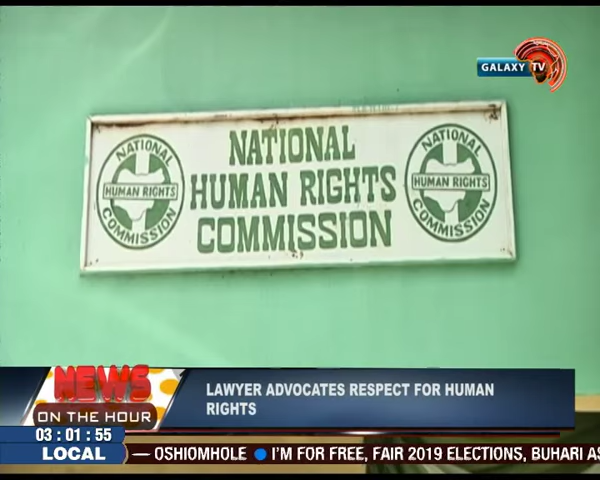 GALAXY TV
NATIONAL
HUMAN RIGHTS
COMMISSION
NATIONAL
HUMAN RIGHTS
COMMISSION
NATIONAL
HUMAN RIGHTS
COMMISSION
NEWS
ON THE HOUR
LAWYER ADVOCATES RESPECT FOR HUMAN
RIGHTS
03:01:55
LOCAL
— OSHIOMHOLE ● I'M FOR FREE, FAIR 2019 ELECTIONS, BUHARI AS